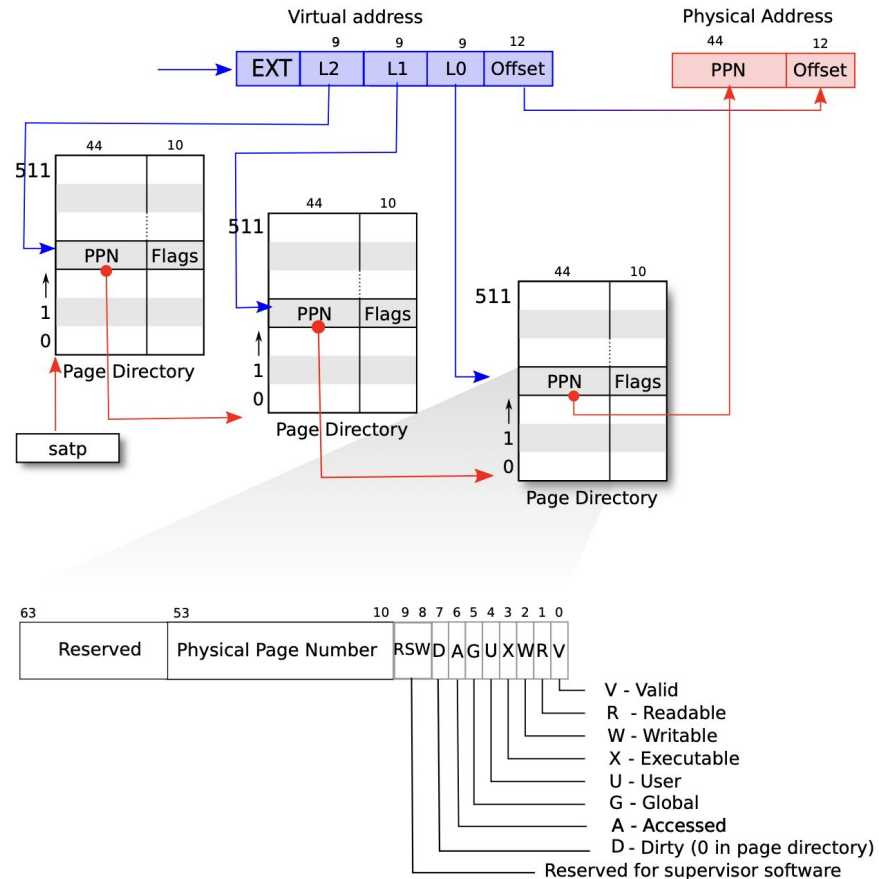 Virtual address
Physical Address
9 9 9 12
44 12
EXT L2 L1 L0 Offset
PPN Offset
44 10
511
PPN Flags
1
0
Page Directory
satp
44 10
511
PPN Flags
1
0
Page Directory
44 10
511
PPN Flags
1
0
Page Directory
63 53 10 9 8 7 6 5 4 3 2 1 0
Reserved Physical Page Number RSW D A G U X W R V
V - Valid
R - Readable
W - Writable
X - Executable
U - User
G - Global
A - Accessed
D - Dirty (0 in page directory)
Reserved for supervisor software